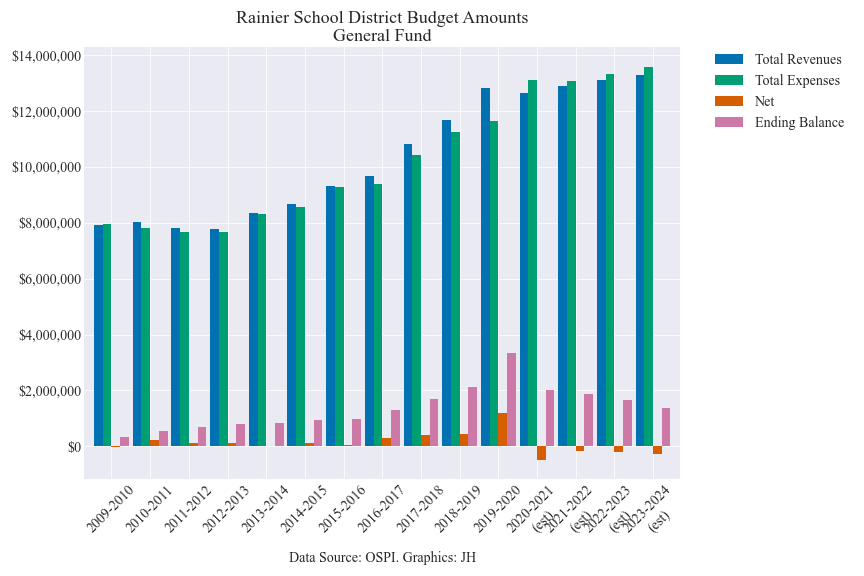 Rainier School District Budget Amounts
General Fund
$14,000,000
$12,000,000
$10,000,000
$8,000,000
$6,000,000
$4,000,000
$2,000,000
$0
Total Revenues
Total Expenses
Net
Ending Balance
2009-2010
2010-2011
2011-2012
2012-2013
2013-2014
2014-2015
2015-2016
2016-2017
2017-2018
2018-2019
2019-2020
2020-2021
(est)
2021-2022
(est)
2022-2023
(est)
2023-2024
(est)
Data Source: OSPI. Graphics: JH